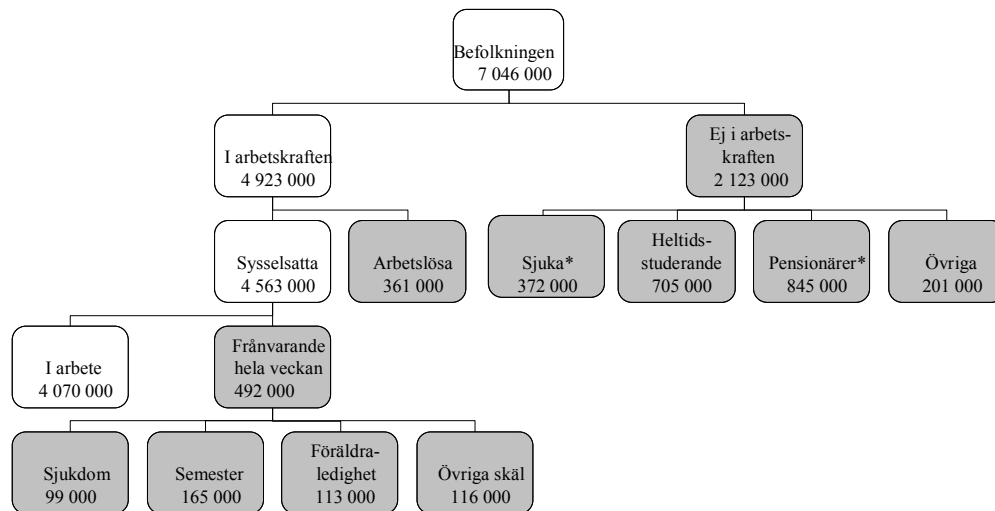 Befolkningen
7 046 000
I arbetskraften
4 923 000
Ej i arbets-
kraften
2 123 000
Sysselsatta
4 563 000
Arbetslösa
361 000
Sjuka*
372 000
Heltids-
studerande
705 000
Pensionärer*
845 000
Övriga
201 000
I arbete
4 070 000
Frånvarande
hela veckan
492 000
Sjukdom
99 000
Semester
165 000
Föräldra-
ledighet
113 000
Övriga skäl
116 000